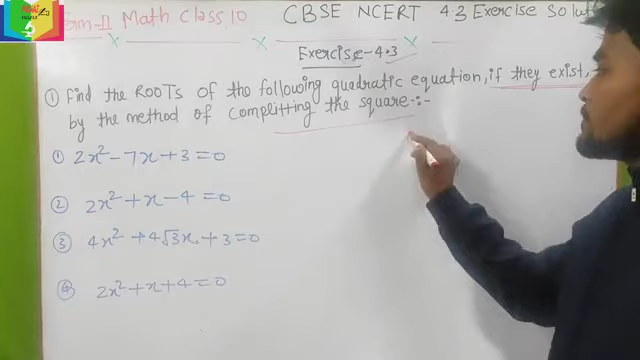 Term-II Math Class 10 CBSE NCERT 4.3 Exercise Solut
Exercise-4.3
① Find the ROOTS of the following quadratic equation, if they exist,
by the method of complitting the square :-
① 2x² - 7x + 3 = 0
② 2x² + x - 4 = 0
③ 4x² + 4√3x + 3 = 0
④ 2x² + x + 4 = 0